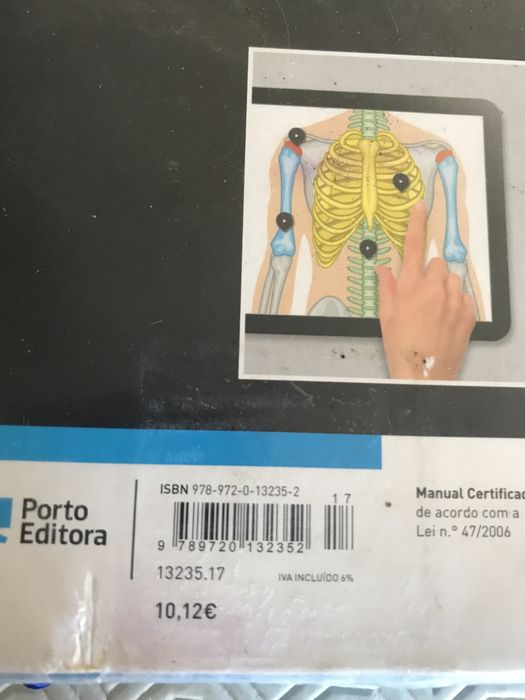 Porto
Editora
ISBN 978-972-0-13235-2
17
9 789720 132352
13235.17
IVA INCLUÍDO 6%
10,12€
Manual Certificad
de acordo com a
Lei n.º 47/2006